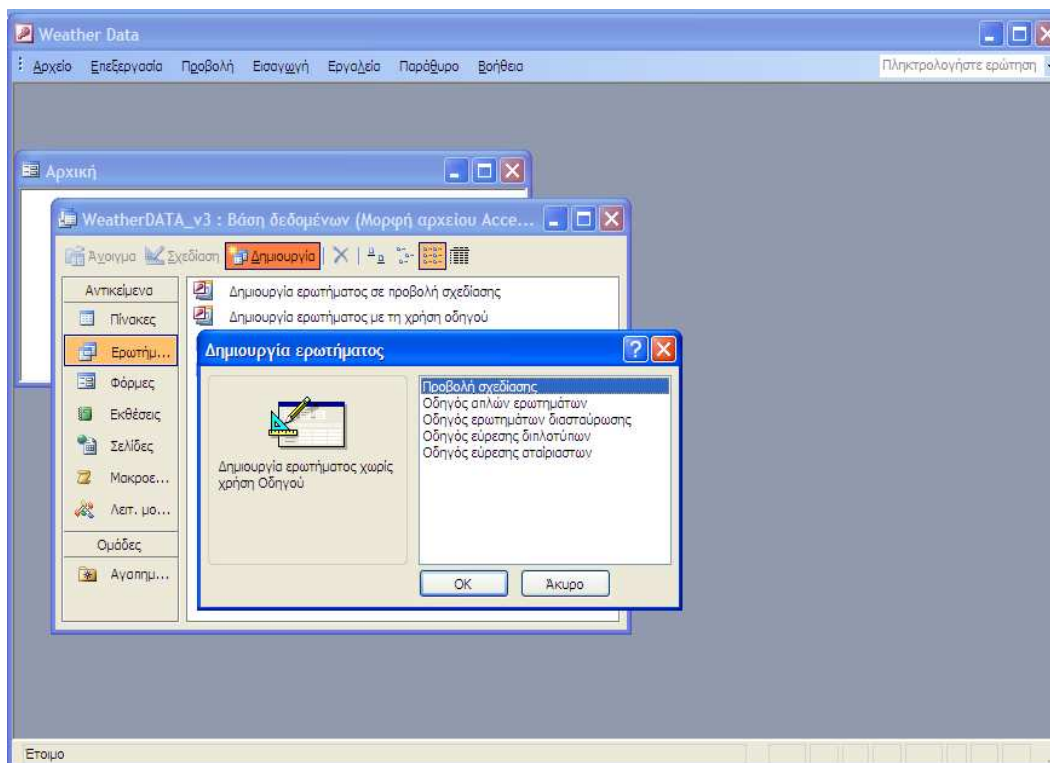 Weather Data
Αρχείο Επεξεργασία Προβολή Εισαγωγή Εργαλεία Παράθυρο Βοήθεια Πληκτρολογήστε ερώτηση
Αρχική
WeatherDATA_v3 : Βάση δεδομένων (Μορφή αρχείου Acce...
Άνοιγμα Σχεδίαση Δημιουργία
Αντικείμενα
Πίνακες
Ερωτήμ...
Φόρμες
Εκθέσεις
Σελίδες
Μακροε...
Λειτ. μο...
Ομάδες
Αγαπημ...
Δημιουργία ερωτήματος σε προβολή σχεδίασης
Δημιουργία ερωτήματος με τη χρήση οδηγού
Δημιουργία ερωτήματος
Δημιουργία ερωτήματος χωρίς
χρήση Οδηγού
Προβολή σχεδίασης
Οδηγός απλών ερωτημάτων
Οδηγός ερωτημάτων διασταύρωσης
Οδηγός εύρεσης διπλοτύπων
Οδηγός εύρεσης αταίριαστων
OK Άκυρο
Έτοιμο